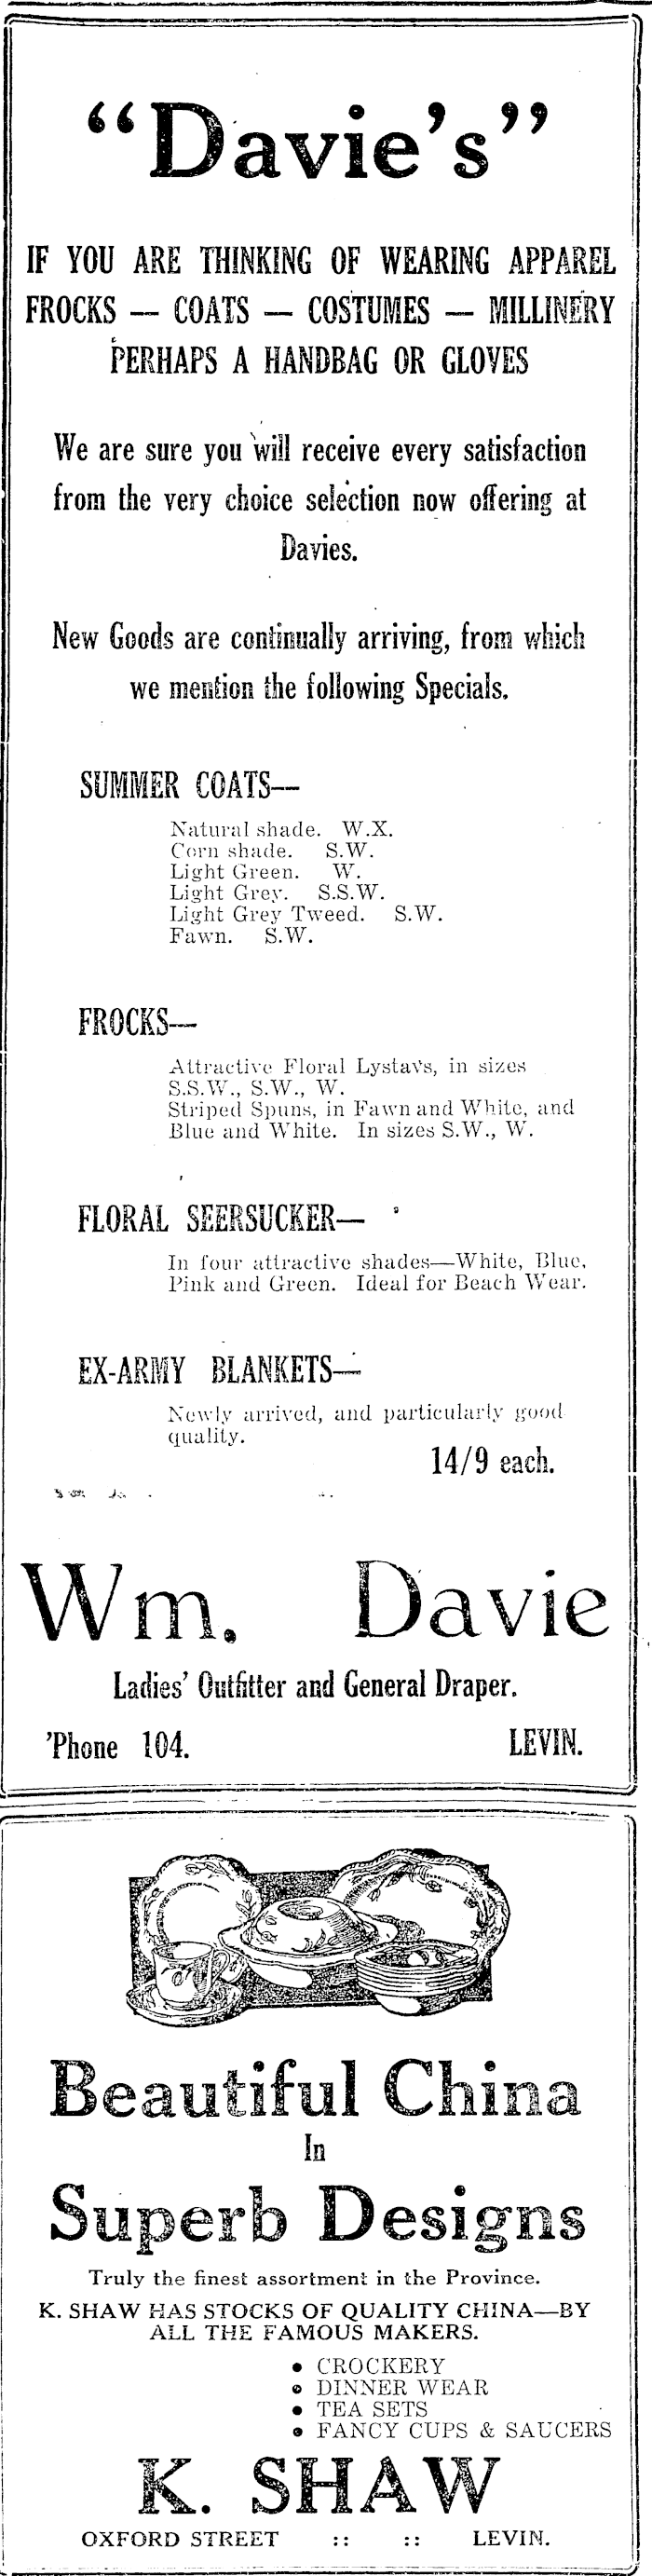 “Davie’s”
IF YOU ARE THINKING OF WEARING APPAREL
FROCKS — COATS — COSTUMES — MILLINERY
PERHAPS A HANDBAG OR GLOVES
We are sure you will receive every satisfaction
from the very choice selection now offering at
Davies.
New Goods are continually arriving, from which
we mention the following Specials.
SUMMER COATS—
Natural shade. W.X.
Corn shade. S.W.
Light Green. W.
Light Grey. S.S.W.
Light Grey Tweed. S.W.
Fawn. S.W.
FROCKS—
Attractive Floral Lystav's, in sizes
S.S.W., S.W., W.
Striped Spuns, in Fawn and White, and
Blue and White. In sizes S.W., W.
FLORAL SEERSUCKER—
In four attractive shades—White, Blue,
Pink and Green. Ideal for Beach Wear.
EX-ARMY BLANKETS—
Newly arrived, and particularly good
quality.
14/9 each.
Wm. Davie
Ladies’ Outfitter and General Draper.
’Phone 104. LEVIN.
Beautiful China
In
Superb Designs
Truly the finest assortment in the Province.
K. SHAW HAS STOCKS OF QUALITY CHINA—BY
ALL THE FAMOUS MAKERS.
• CROCKERY
• DINNER WEAR
• TEA SETS
• FANCY CUPS & SAUCERS
K. SHAW
OXFORD STREET :: :: LEVIN.